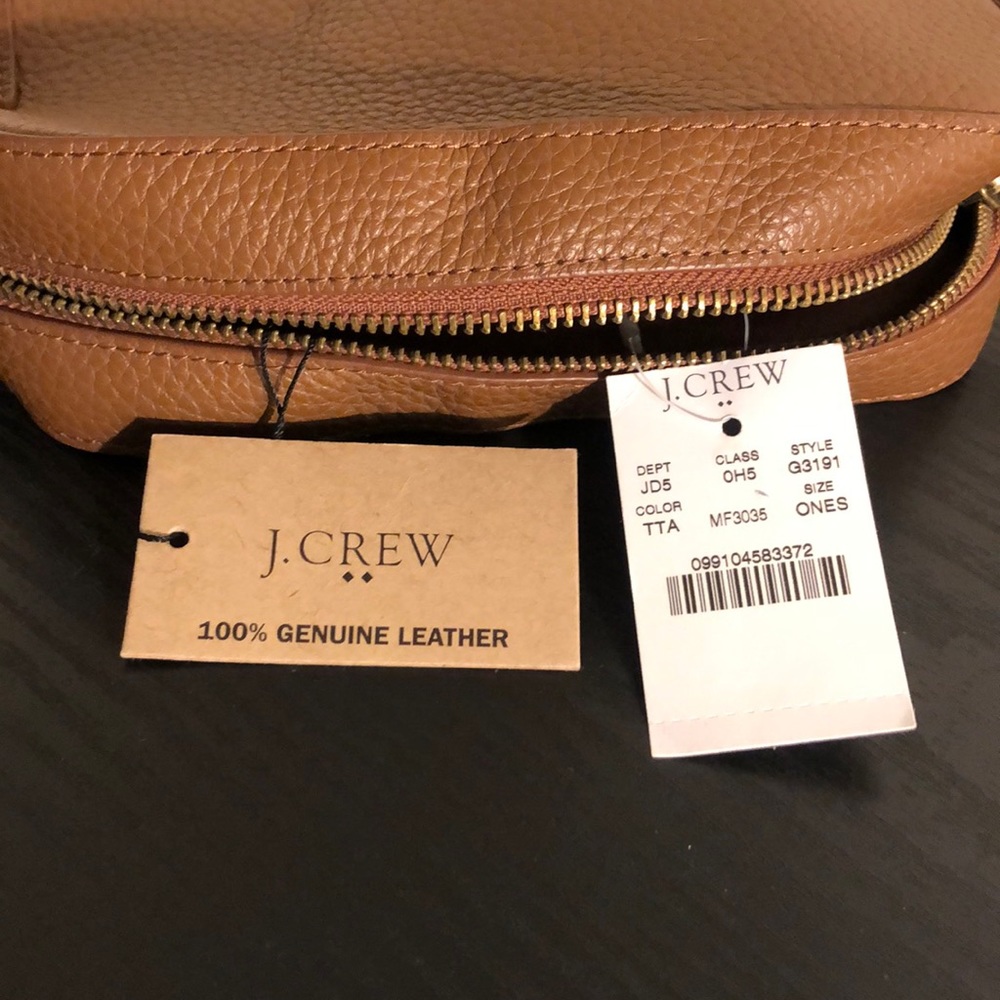 J.CREW
100% GENUINE LEATHER
J.CREW
DEPT CLASS STYLE
JD5 0H5 G3191
COLOR SIZE
TTA MF3035 ONES
099104583372